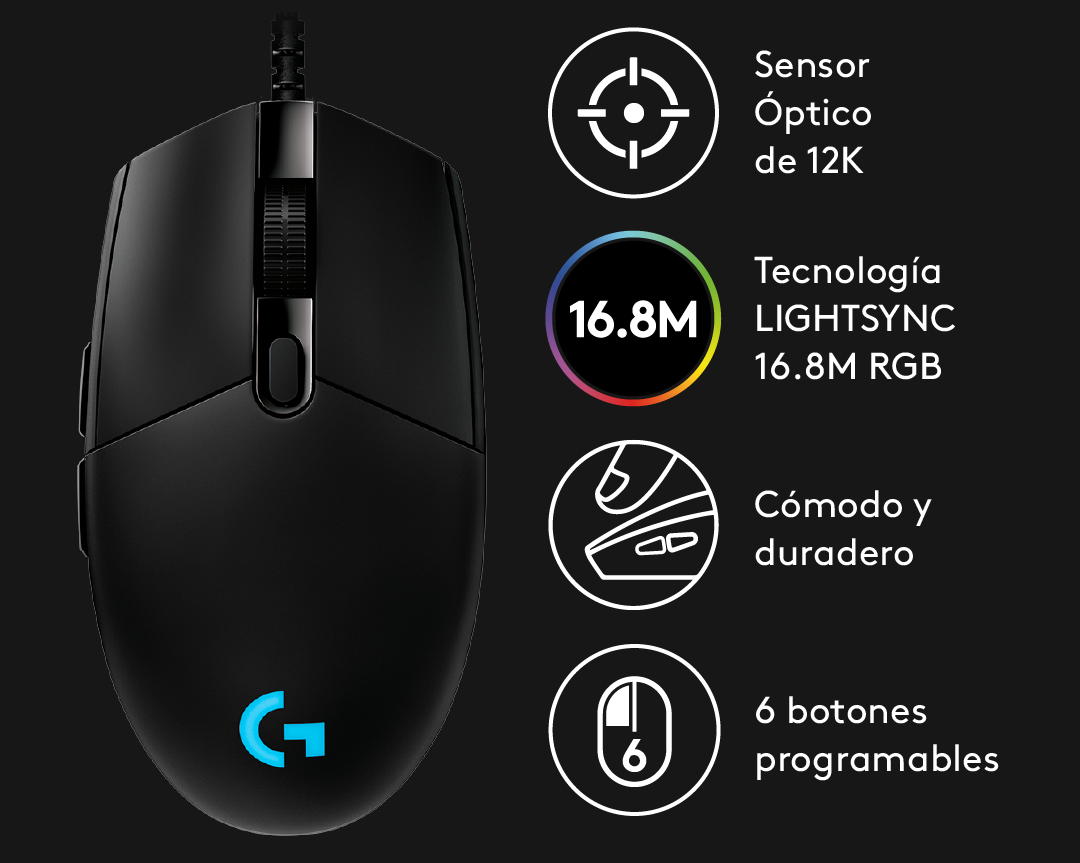 Sensor
Óptico
de 12K
16.8M
Tecnología
LIGHTSYNC
16.8M RGB
Cómodo y
duradero
6
6 botones
programables
G